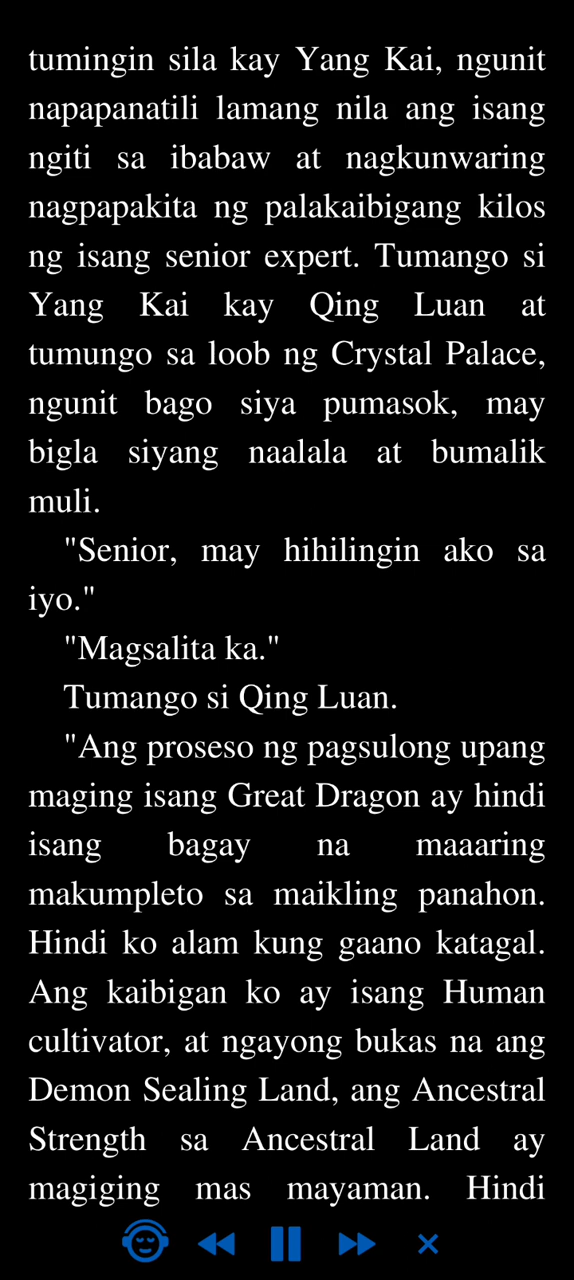 tumingin sila kay Yang Kai, ngunit
napapanatili lamang nila ang isang
ngiti sa ibabaw at nagkunwaring
nagpapakita ng palakaibigang kilos
ng isang senior expert. Tumango si
Yang Kai kay Qing Luan at
tumungo sa loob ng Crystal Palace,
ngunit bago siya pumasok, may
bigla siyang naalala at bumalik
muli.
"Senior, may hihilingin ako sa
iyo."
"Magsalita ka."
Tumango si Qing Luan.
"Ang proseso ng pagsulong upang
maging isang Great Dragon ay hindi
isang bagay na maaaring
makumpleto sa maikling panahon.
Hindi ko alam kung gaano katagal.
Ang kaibigan ko ay isang Human
cultivator, at ngayong bukas na ang
Demon Sealing Land, ang Ancestral
Strength sa Ancestral Land ay
magiging mas mayaman. Hindi